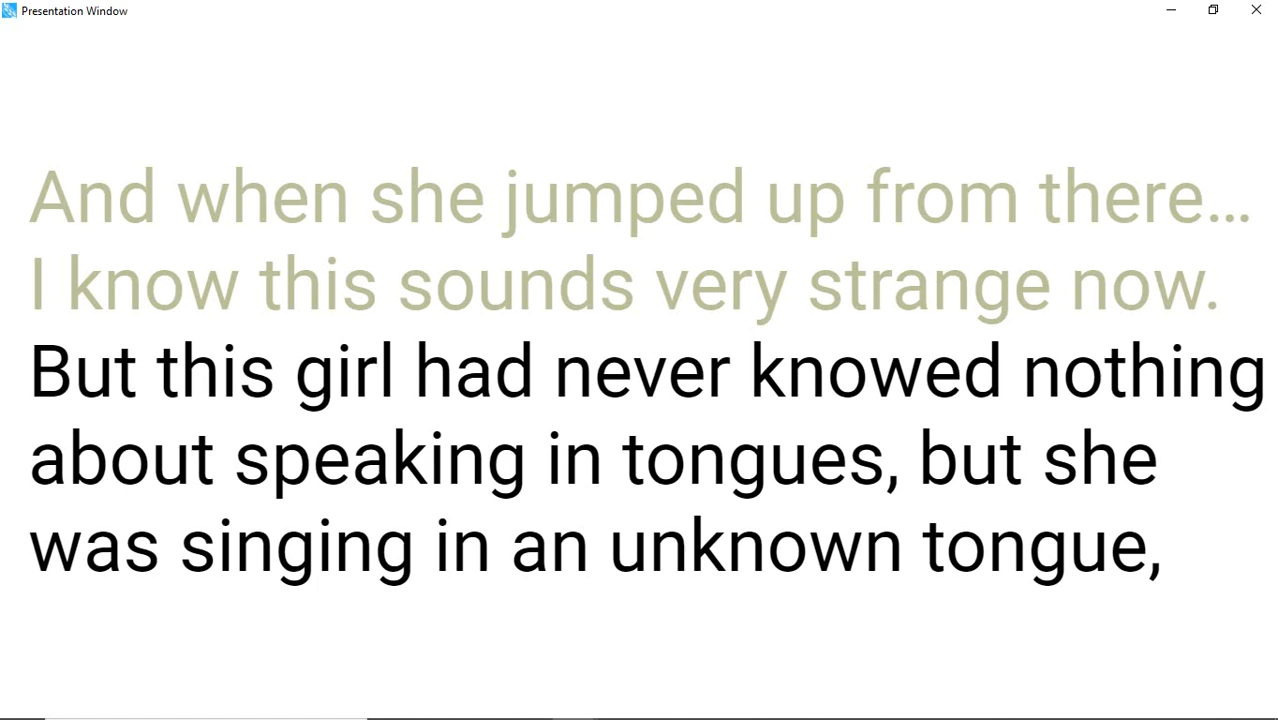 Presentation Window
And when she jumped up from there...
I know this sounds very strange now.
But this girl had never knowed nothing
about speaking in tongues, but she
was singing in an unknown tongue,